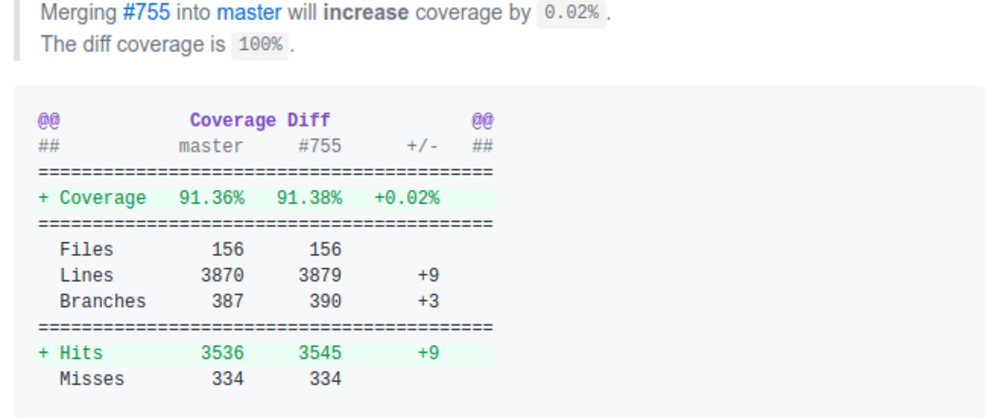 Merging #755 into master will increase coverage by 0.02%.
The diff coverage is 100%.
@@ Coverage Diff @@
## master #755 +/- ##
==========================================
+ Coverage 91.36% 91.38% +0.02%
==========================================
Files 156 156
Lines 3870 3879 +9
Branches 387 390 +3
==========================================
+ Hits 3536 3545 +9
Misses 334 334